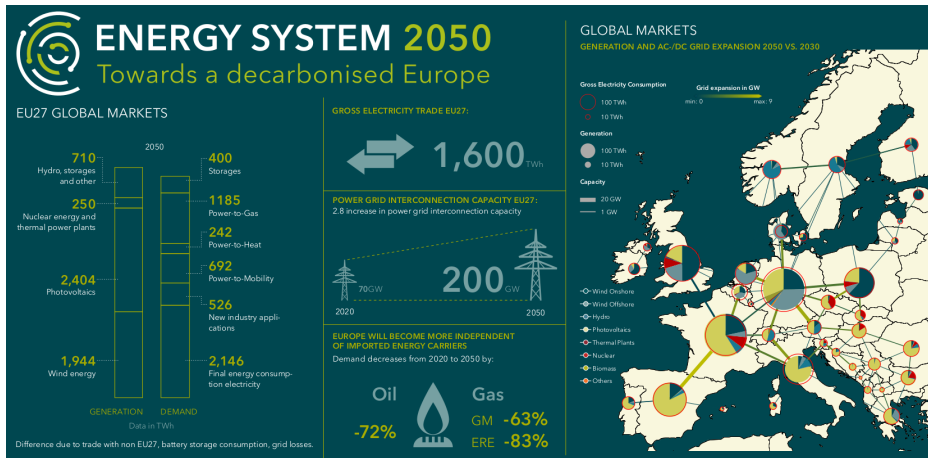 ENERGY SYSTEM 2050
Towards a decarbonised Europe
EU27 GLOBAL MARKETS
2050
710
Hydro, storages
and other
250
Nuclear energy and
thermal power plants
2,404
Photovoltaics
1,944
Wind energy
400
Storages
1185
Power-to-Gas
242
Power-to-Heat
692
Power-to-Mobility
526
New industry appli-
cations
2,146
Final energy consump-
tion electricity
GENERATION
DEMAND
Data in TWh
Difference due to trade with non EU27, battery storage consumption, grid losses.
GROSS ELECTRICITY TRADE EU27:
1,600 TWh
POWER GRID INTERCONNECTION CAPACITY EU27:
2.8 increase in power grid interconnection capacity
70GW
200 GW
2020
2050
EUROPE WILL BECOME MORE INDEPENDENT
OF IMPORTED ENERGY CARRIERS
Demand decreases from 2020 to 2050 by:
Oil
-72%
Gas
GM -63%
ERE -83%
GLOBAL MARKETS
GENERATION AND AC-/DC GRID EXPANSION 2050 VS. 2030
Gross Electricity Consumption
100 TWh
10 TWh
Grid expansion in GW
min: 0
max: 9
Generation
100 TWh
10 TWh
Capacity
20 GW
1 GW
Wind Onshore
Wind Offshore
Hydro
Photovoltaics
Thermal Plants
Nuclear
Biomass
Others